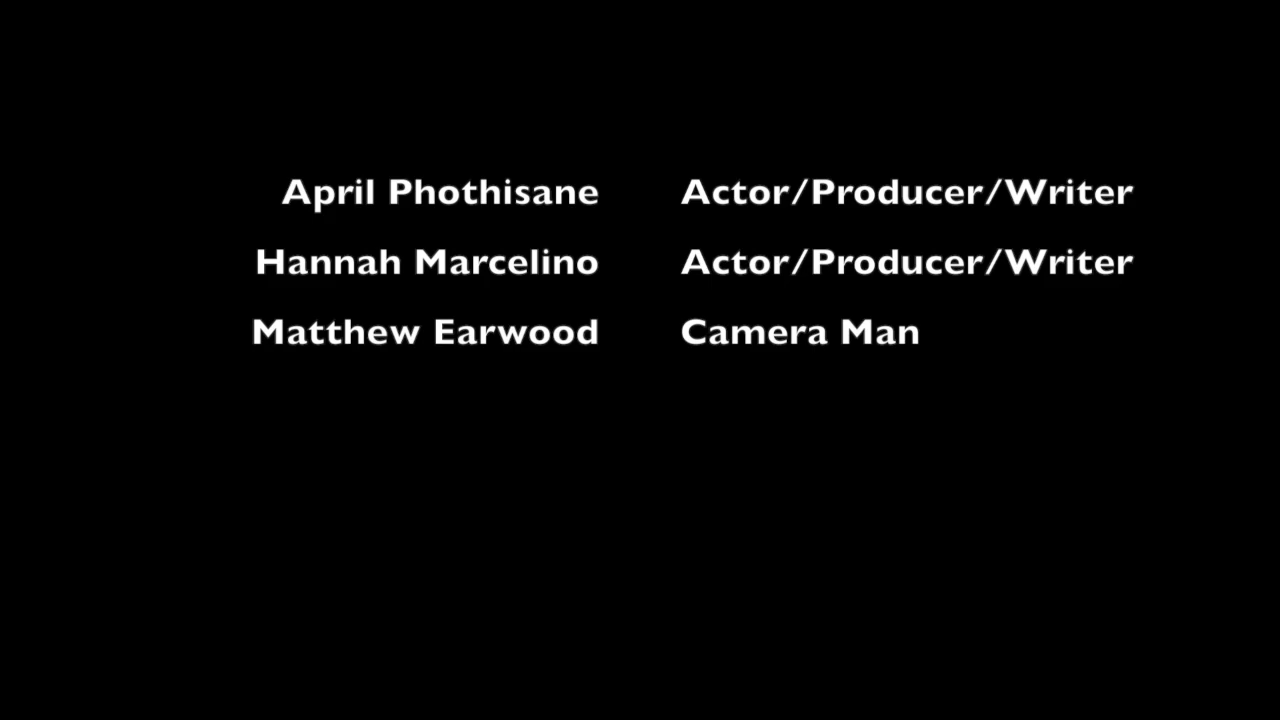 April Phothisane Actor/Producer/Writer
Hannah Marcelino Actor/Producer/Writer
Matthew Earwood Camera Man